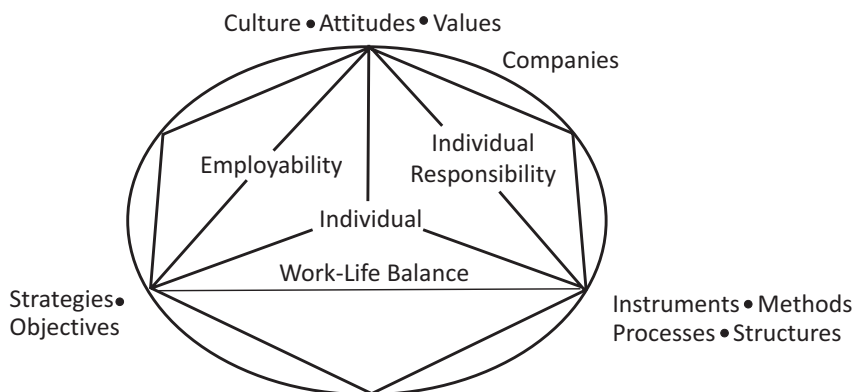 Culture • Attitudes • Values
Companies
Individual
Responsibility
Employability
Individual
Work-Life Balance
Strategies•
Objectives
Instruments • Methods
Processes • Structures